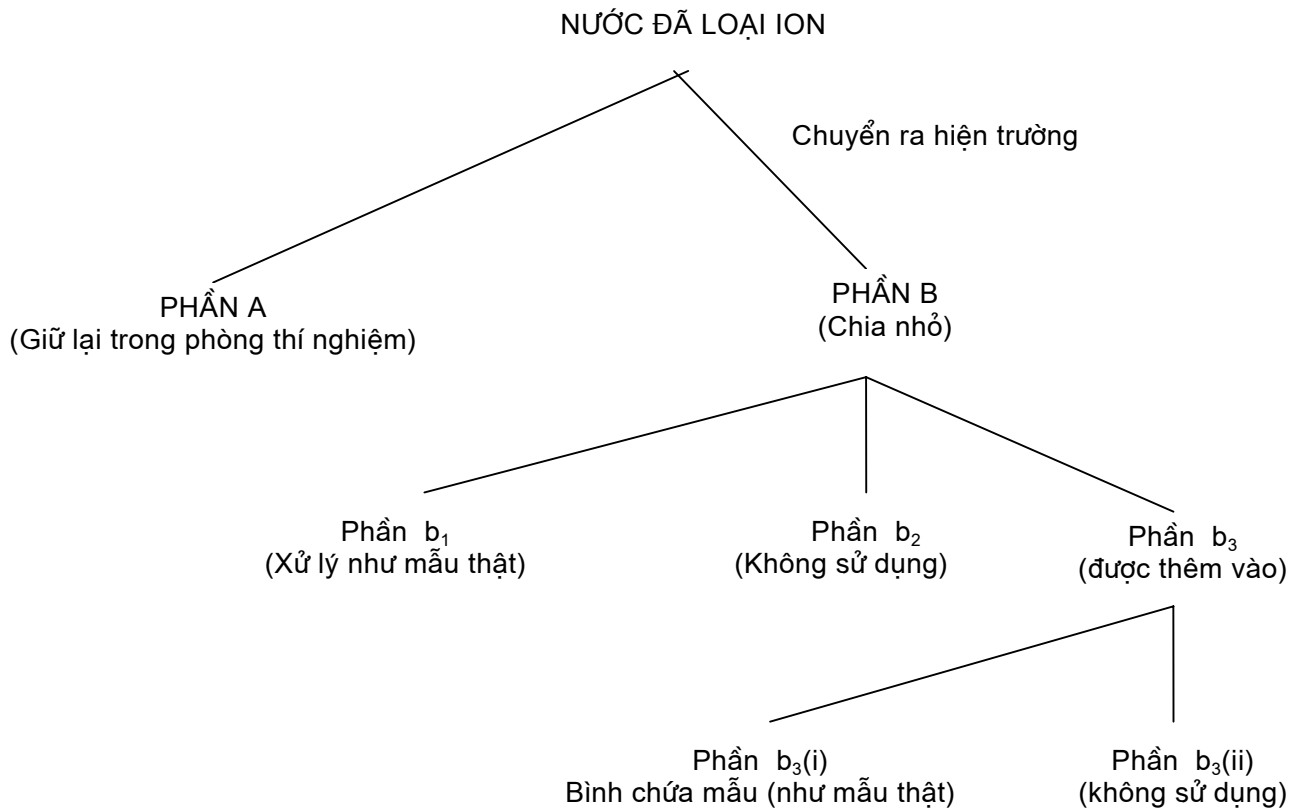 NƯỚC ĐÃ LOẠI ION
Chuyển ra hiện trường
PHẦN A
(Giữ lại trong phòng thí nghiệm)
PHẦN B
(Chia nhỏ)
Phần b₁
(Xử lý như mẫu thật)
Phần b₂
(Không sử dụng)
Phần b₃
(được thêm vào)
Phần b₃(i)
Bình chứa mẫu (như mẫu thật)
Phần b₃(ii)
(không sử dụng)